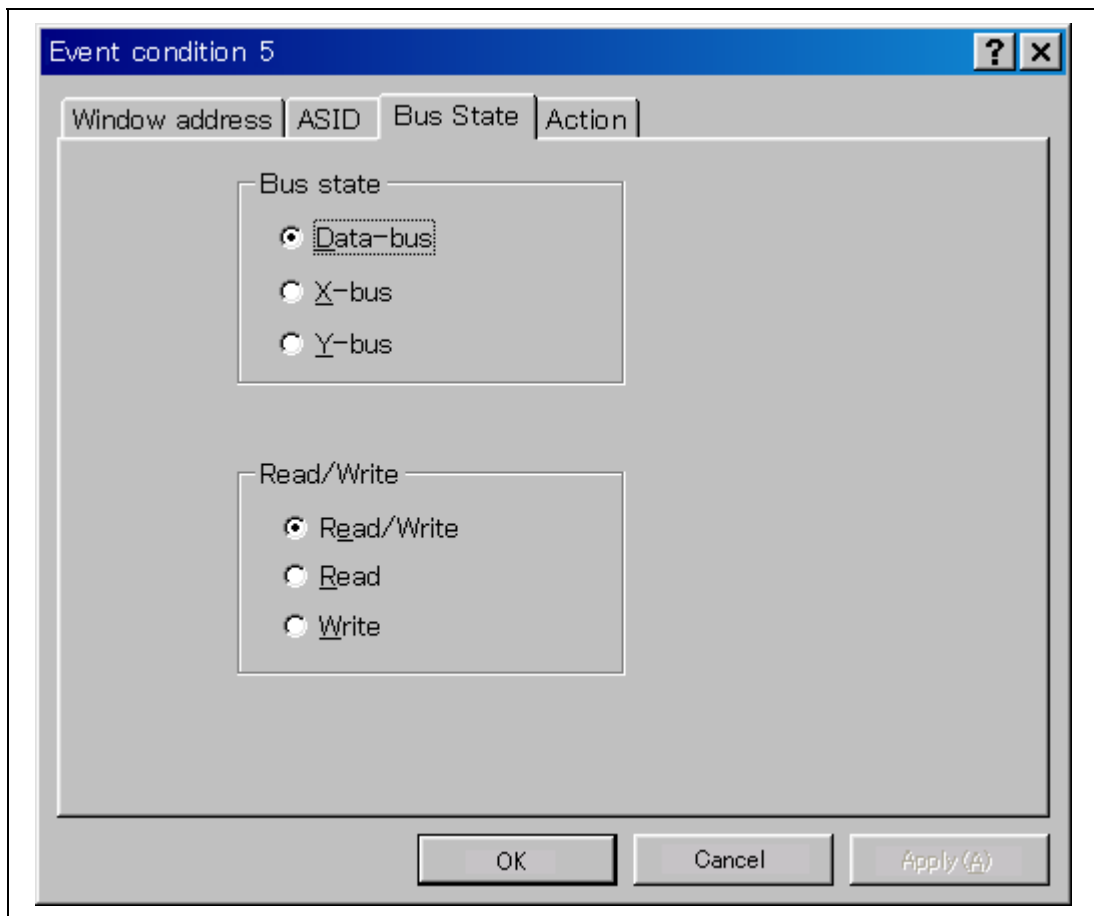 Event condition 5
Window address ASID Bus State Action
Bus state
Data-bus
X-bus
Y-bus
Read/Write
Read/Write
Read
Write
OK Cancel Apply(A)